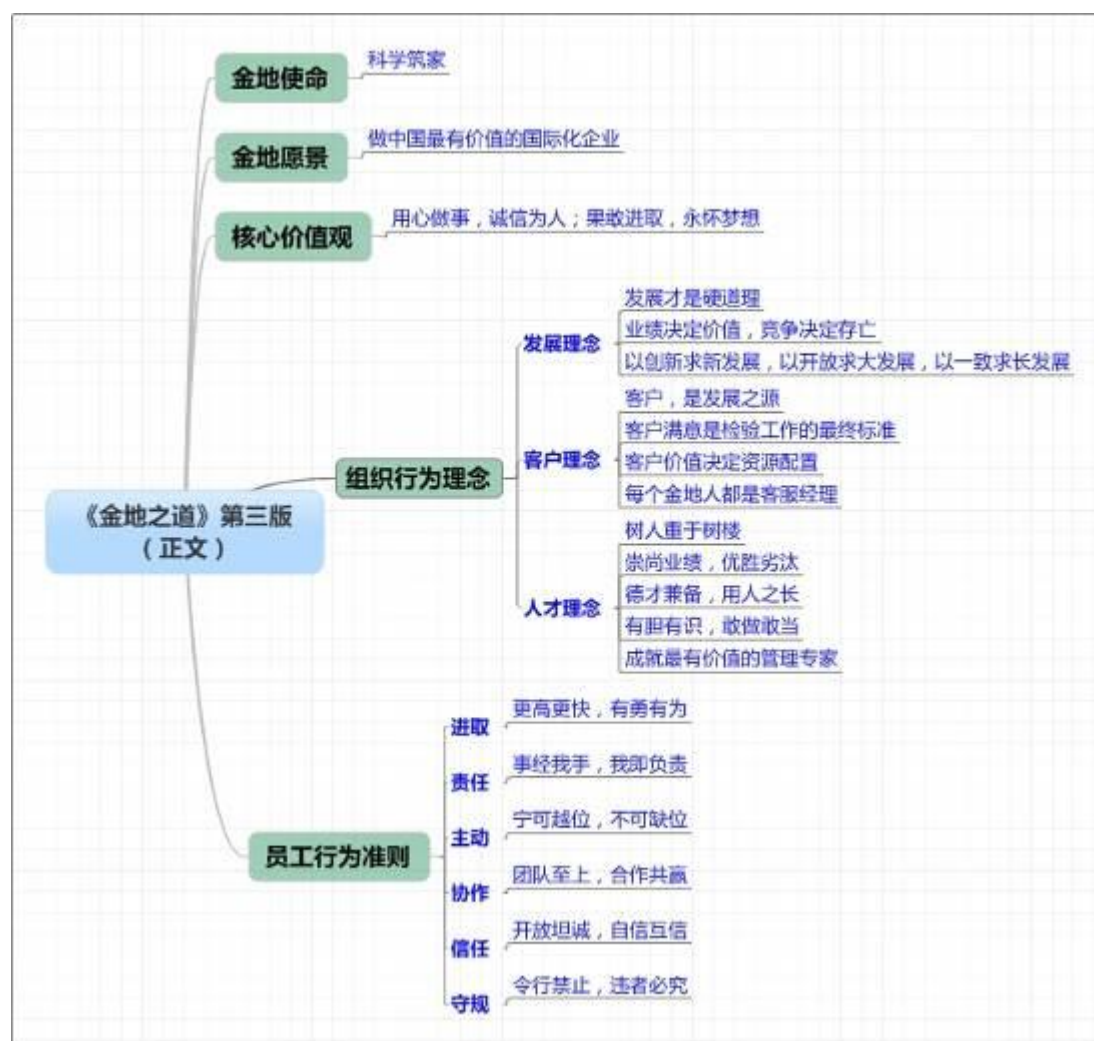 《金地之道》第三版
（正文）
金地使命
科学筑家
金地愿景
做中国最有价值的国际化企业
核心价值观
用心做事，诚信为人；果敢进取，永怀梦想
组织行为理念
发展理念
发展才是硬道理
业绩决定价值，竞争决定存亡
以创新求新发展，以开放求大发展，以一致求长发展
客户理念
客户，是发展之源
客户满意是检验工作的最终标准
客户价值决定资源配置
每个金地人都是客服经理
人才理念
树人重于树楼
崇尚业绩，优胜劣汰
德才兼备，用人之长
有胆有识，敢做敢当
成就最有价值的管理专家
员工行为准则
进取
更高更快，有勇有为
责任
事经我手，我即负责
主动
宁可越位，不可缺位
协作
团队至上，合作共赢
信任
开放坦诚，自信互信
守规
令行禁止，违者必究